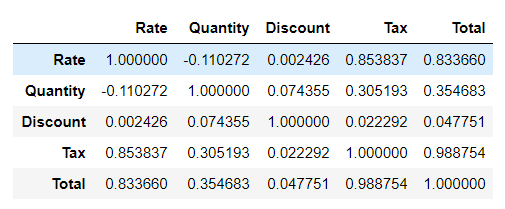 Rate Quantity Discount Tax Total
Rate 1.000000 -0.110272 0.002426 0.853837 0.833660
Quantity -0.110272 1.000000 0.074355 0.305193 0.354683
Discount 0.002426 0.074355 1.000000 0.022292 0.047751
Tax 0.853837 0.305193 0.022292 1.000000 0.988754
Total 0.833660 0.354683 0.047751 0.988754 1.000000